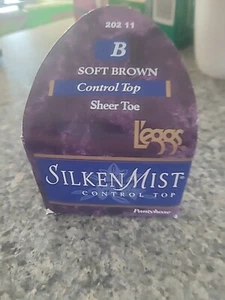 202 11
B
SOFT BROWN
Control Top
Sheer Toe
L'eggs
SILKEN MIST
CONTROL TOP
Pantyhose